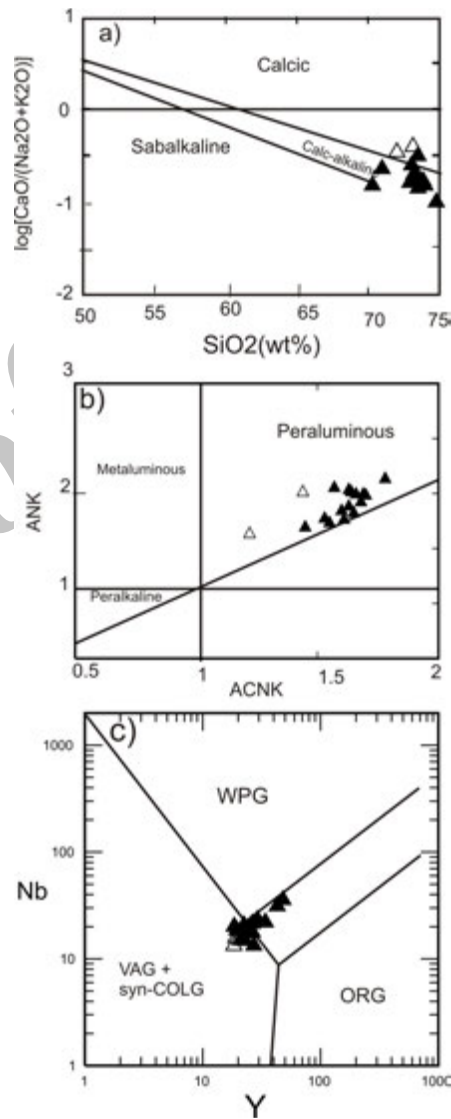 a)
1
Calcic
0
Sabalkaline
Calc-alkalin
-1
-2
log[CaO/(Na2O+K2O)]
50 55 60 65 70 75
SiO2(wt%)
b)
3
Peraluminous
Metaluminous
2
ANK
1
Peralkaline
0.5 1 1.5 2
ACNK
c)
1000
WPG
100
Nb
10
VAG +
syn-COLG
ORG
1
1 10 100 1000
Y